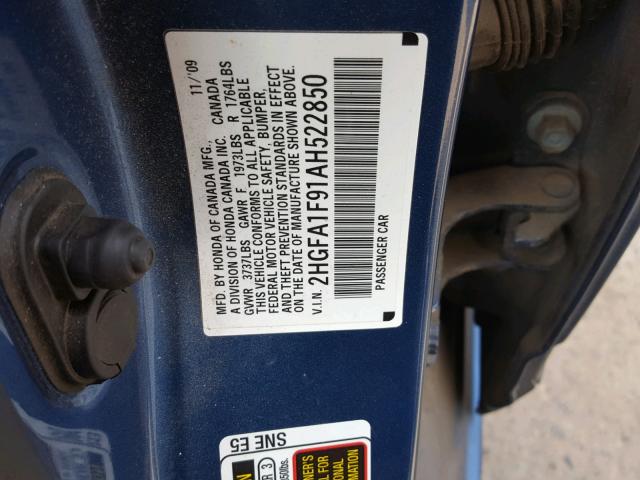 MFD. BY HONDA OF CANADA MFG. 11/09
A DIVISION OF HONDA CANADA INC. CANADA
GVWR 3737LBS GAWR F 1973LBS R 1764LBS
THIS VEHICLE CONFORMS TO ALL APPLICABLE
FEDERAL MOTOR VEHICLE SAFETY, BUMPER,
AND THEFT PREVENTION STANDARDS IN EFFECT
ON THE DATE OF MANUFACTURE SHOWN ABOVE.
V.I.N. 2HGFA1F91AH522850
PASSENGER CAR
SNE E5